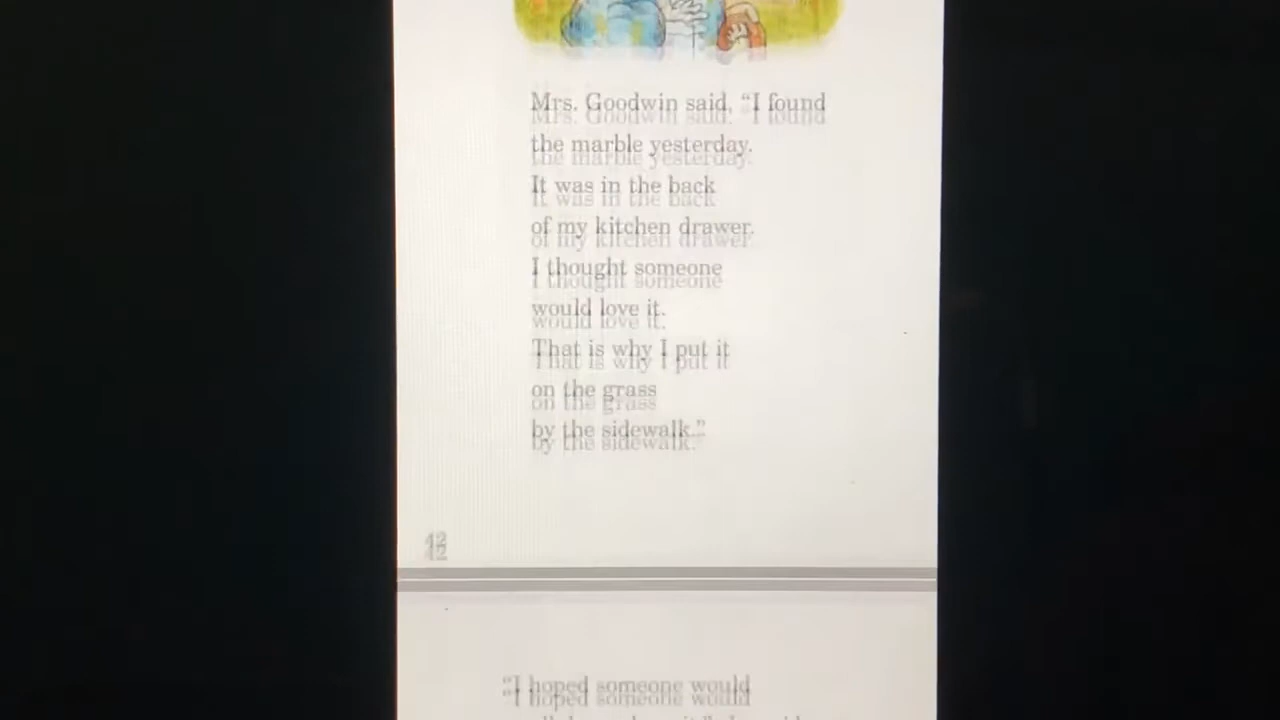 Mrs. Goodwin said, “I found
the marble yesterday.
It was in the back
of my kitchen drawer.
I thought someone
would love it.
That is why I put it
on the grass
by the sidewalk.”
42
“I hoped someone would